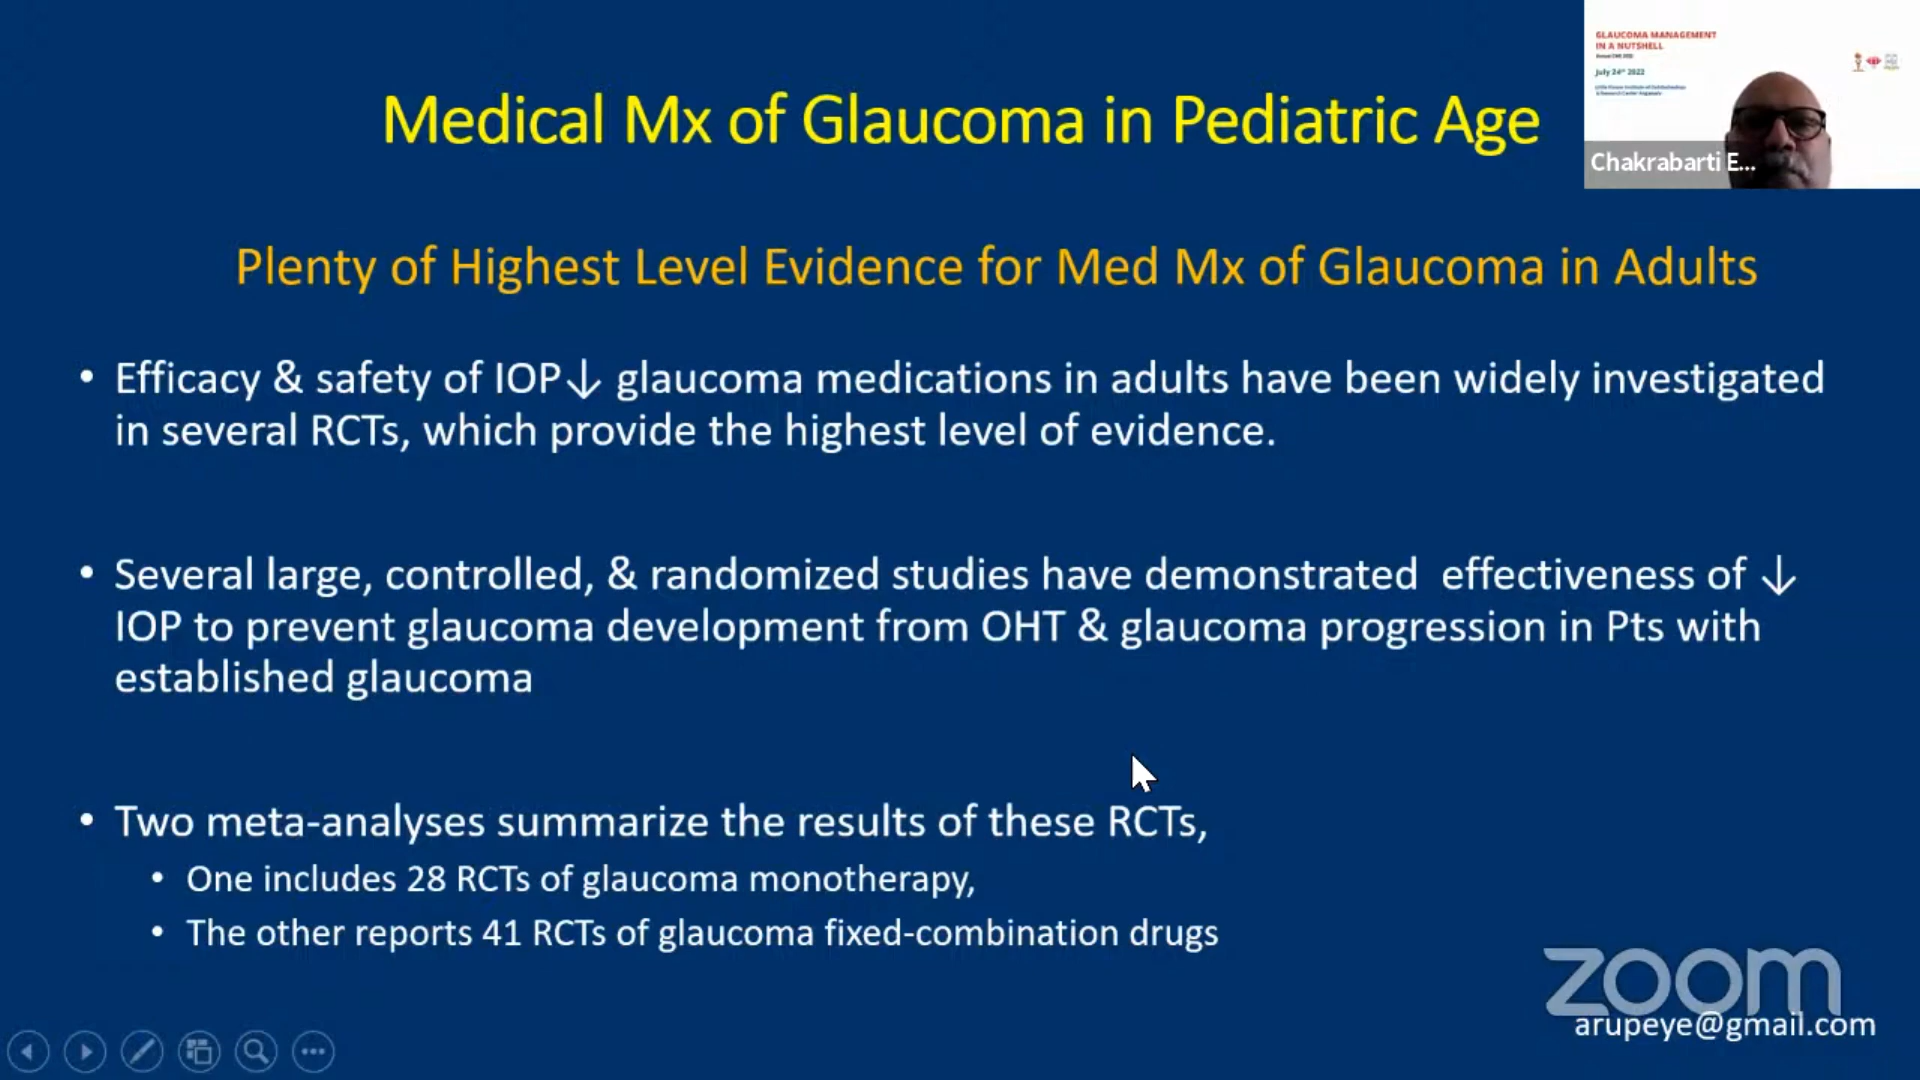 GLAUCOMA MANAGEMENT
IN A NUTSHELL
July 24th 2022
Chakrabarti E...
Medical Mx of Glaucoma in Pediatric Age
Plenty of Highest Level Evidence for Med Mx of Glaucoma in Adults
• Efficacy & safety of IOP↓ glaucoma medications in adults have been widely investigated
in several RCTs, which provide the highest level of evidence.
• Several large, controlled, & randomized studies have demonstrated effectiveness of ↓
IOP to prevent glaucoma development from OHT & glaucoma progression in Pts with
established glaucoma
• Two meta-analyses summarize the results of these RCTs,
• One includes 28 RCTs of glaucoma monotherapy,
• The other reports 41 RCTs of glaucoma fixed-combination drugs
zoom
arupeye@gmail.com